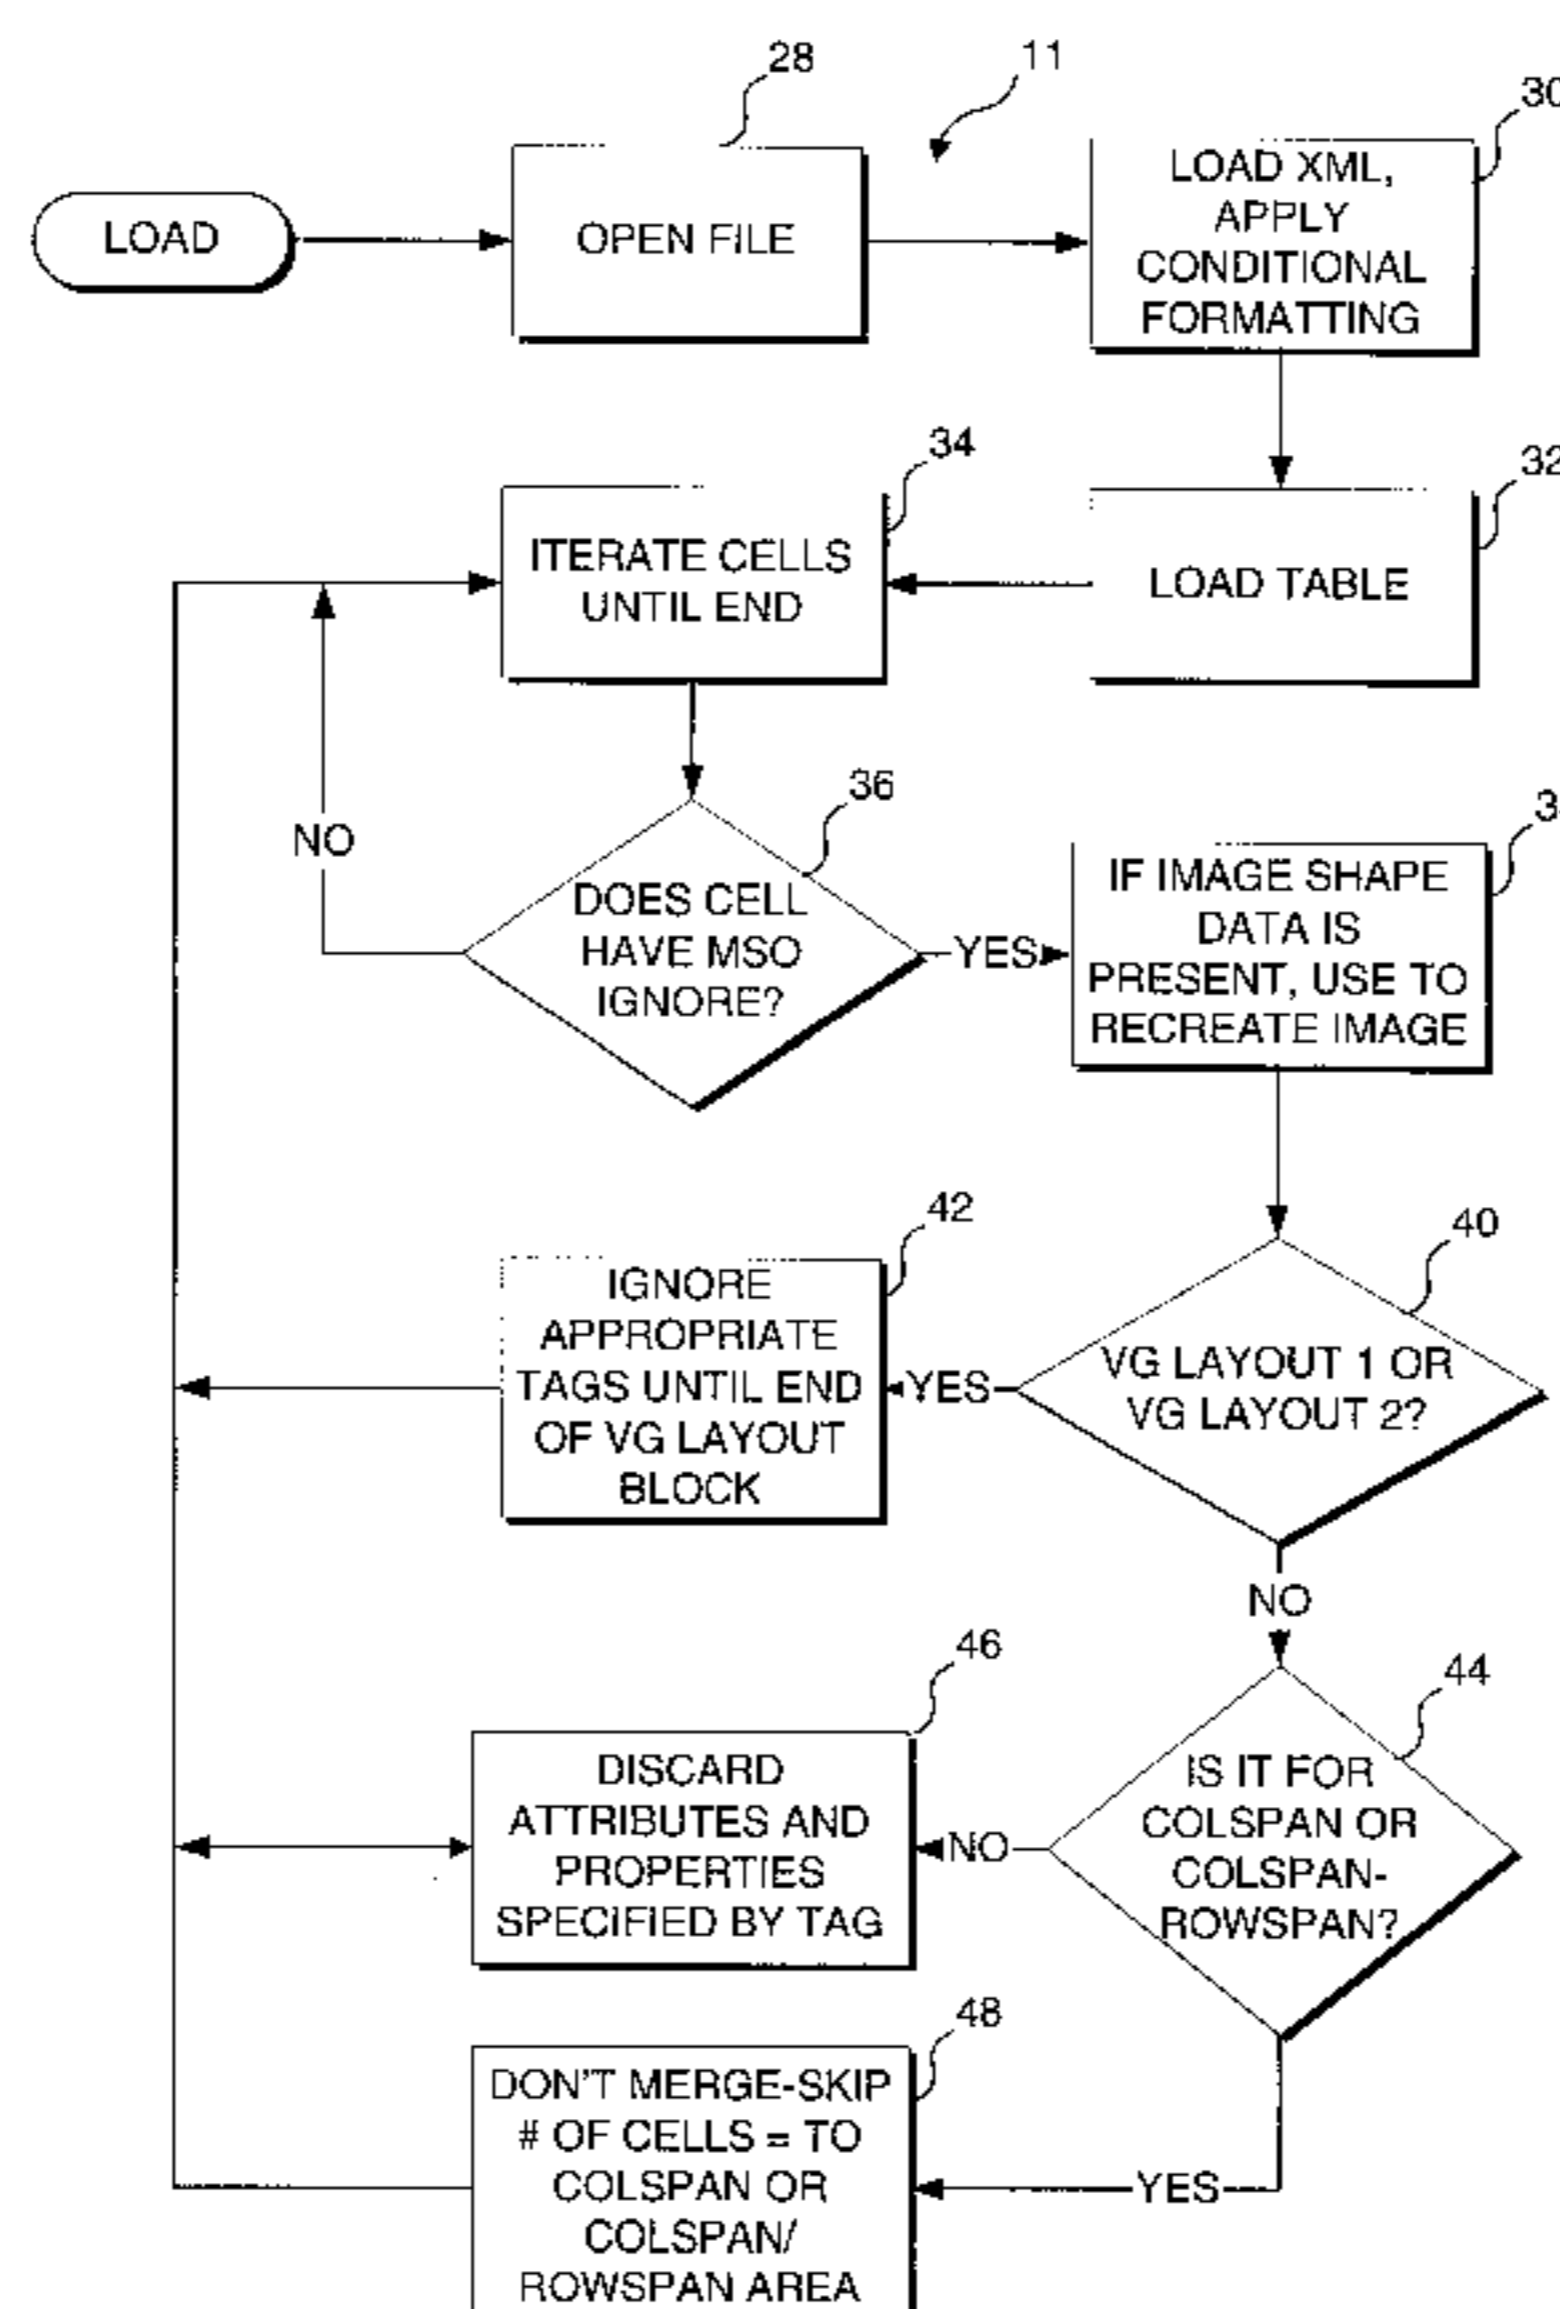 28
11
30
LOAD
OPEN FILE
LOAD XML,
APPLY
CONDITIONAL
FORMATTING
34
32
ITERATE CELLS
UNTIL END
LOAD TABLE
36
NO
DOES CELL
HAVE MSO
IGNORE?
YES
IF IMAGE SHAPE
DATA IS
PRESENT, USE TO
RECREATE IMAGE
42
40
IGNORE
APPROPRIATE
TAGS UNTIL END
OF VG LAYOUT
BLOCK
YES
VG LAYOUT 1 OR
VG LAYOUT 2?
NO
46
44
DISCARD
ATTRIBUTES AND
PROPERTIES
SPECIFIED BY TAG
NO
IS IT FOR
COLSPAN OR
COLSPAN-
ROWSPAN?
48
DON'T MERGE-SKIP
# OF CELLS = TO
COLSPAN OR
COLSPAN/
ROWSPAN AREA
YES